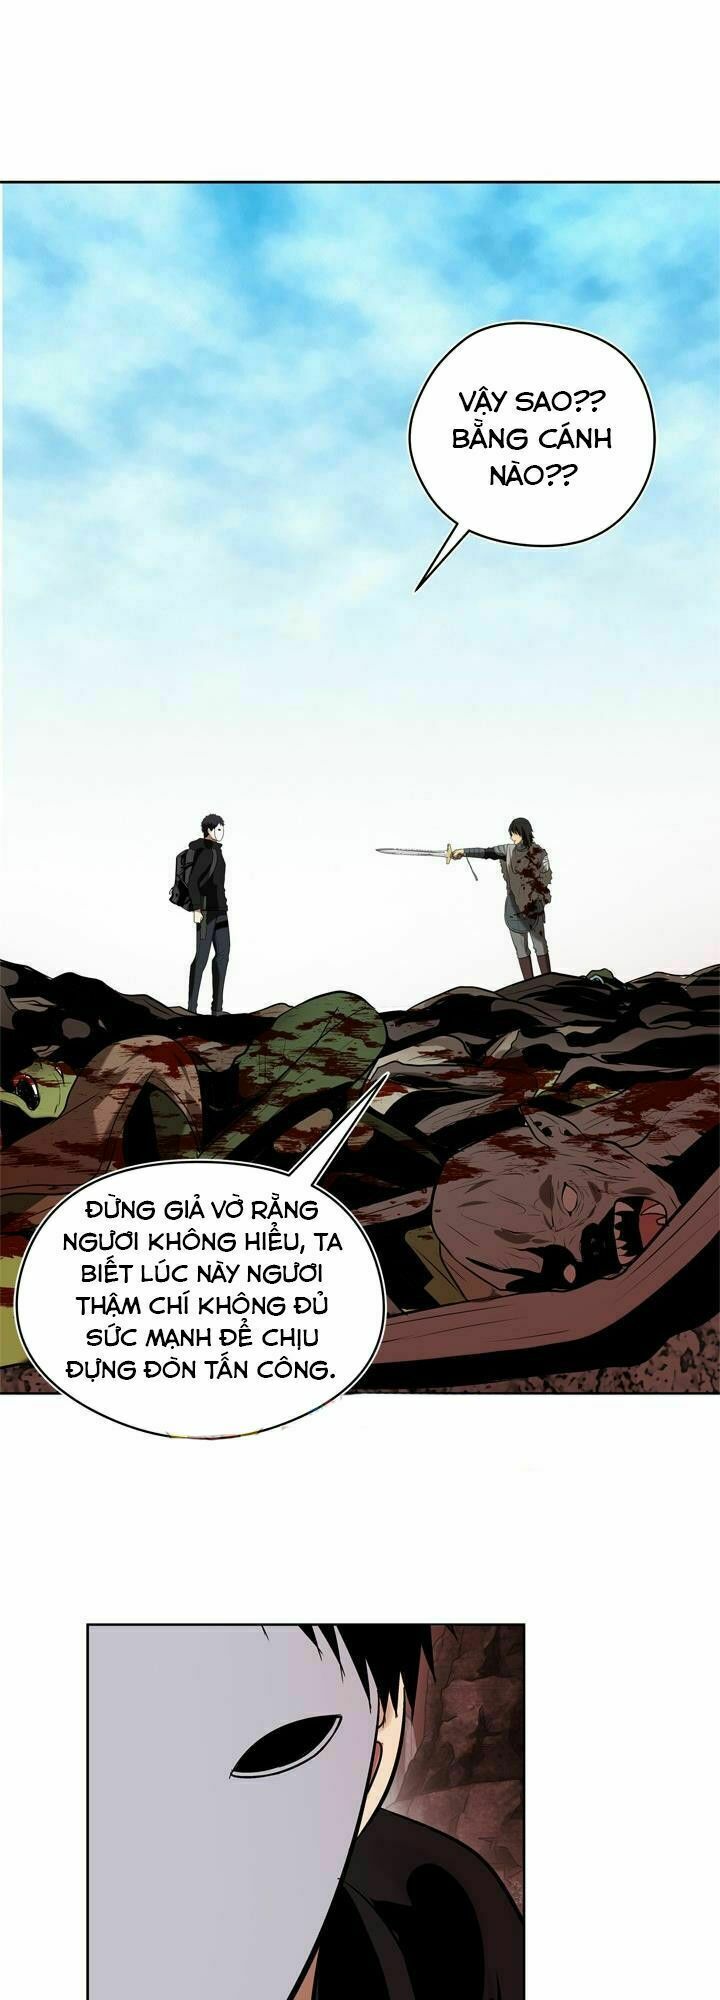 VẬY SAO??
BẰNG CÁNH
NÀO??
ĐỪNG GIẢ VỜ RẰNG
NGƯƠI KHÔNG HIỂU, TA
BIẾT LÚC NÀY NGƯƠI
THẬM CHÍ KHÔNG ĐỦ
SỨC MẠNH ĐỂ CHỊU
ĐỰNG ĐÒN TẤN CÔNG.